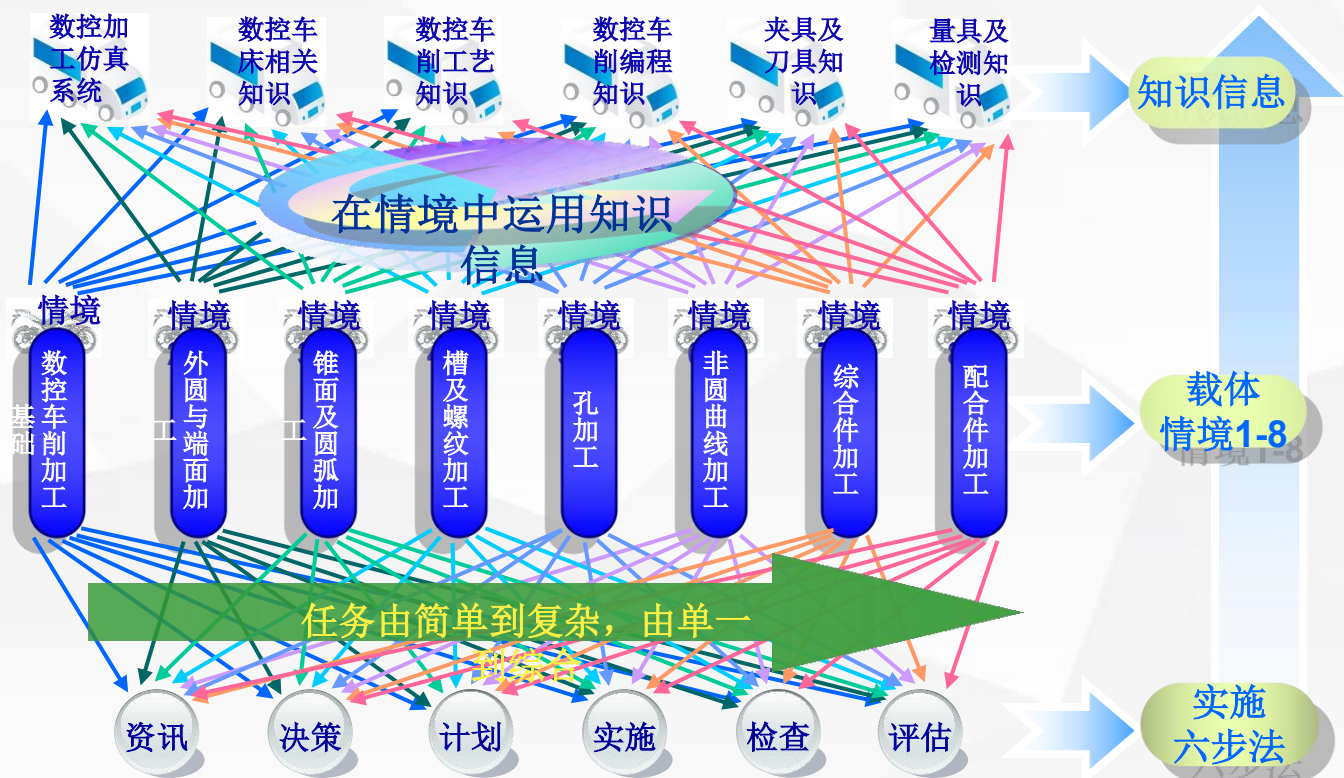 数控加
工仿真
系统
数控车
床相关
知识
数控车
削工艺
知识
数控车
削编程
知识
夹具及
刀具知
识
量具及
检测知
识
知识信息
在情境中运用知识
信息
情境
情境
情境
情境
情境
情境
情境
情境
数控车削加工
基础
外圆与端面加
工
锥面及圆弧加
工
槽及螺纹加工
孔加工
非圆曲线加工
综合件加工
配合件加工
载体
情境1-8
任务由简单到复杂，由单一
到综合
资讯
决策
计划
实施
检查
评估
实施
六步法